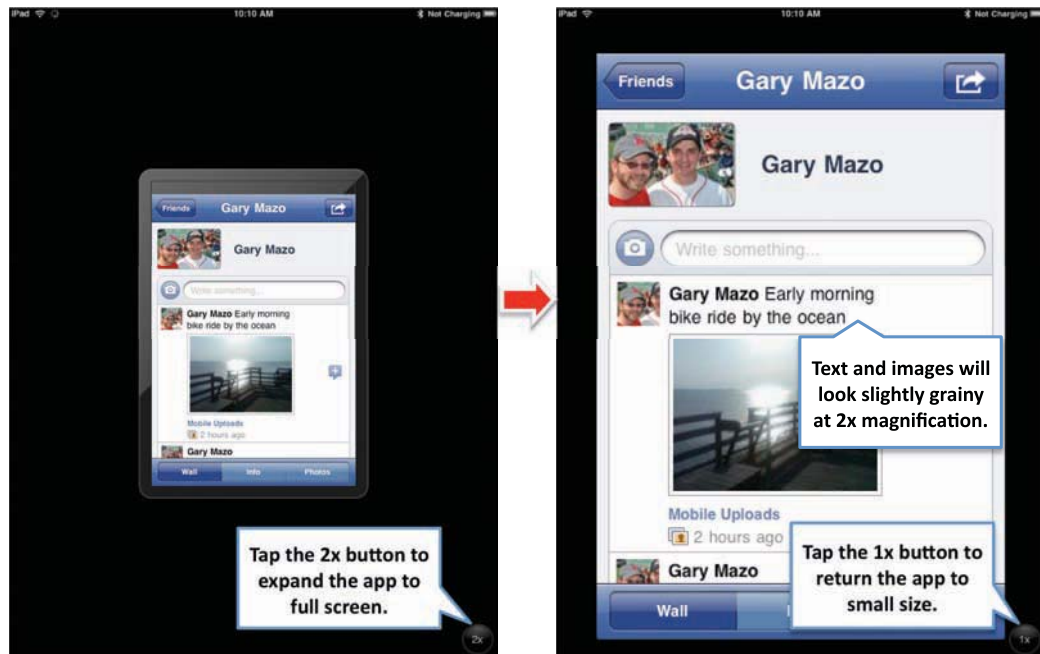 iPad
10:10 AM
Not Charging
Friends
Gary Mazo
Gary Mazo
Write something...
Gary Mazo Early morning
bike ride by the ocean
Mobile Uploads
2 hours ago
Gary Mazo
Wall
Info
Photos
Tap the 2x button to
expand the app to
full screen.
2x
iPad
10:10 AM
Not Charging
Friends
Gary Mazo
Gary Mazo
Write something...
Gary Mazo Early morning
bike ride by the ocean
Text and images will
look slightly grainy
at 2x magnification.
Mobile Uploads
2 hours ago
Gary Mazo
Wall
Tap the 1x button to
return the app to
small size.
1x